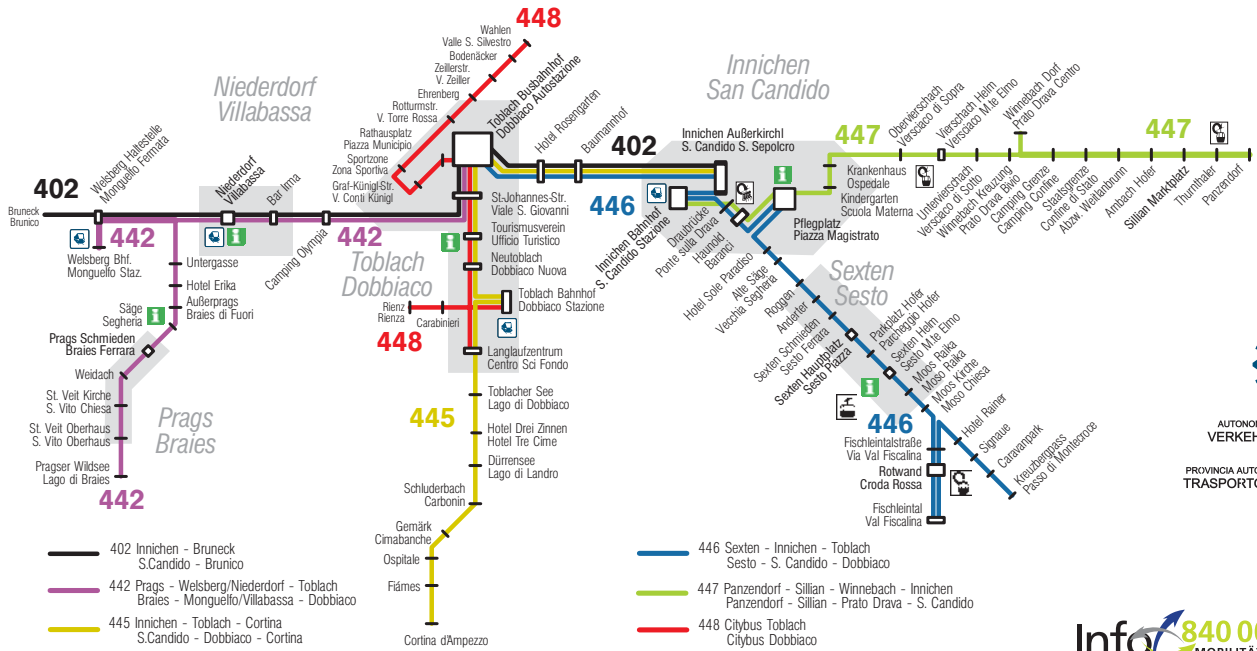 448
Wahlen
Valle S. Silvestro
Bodenäcker
Zeillerstr.
V. Zeiller
Ehrenberg
Rotturmstr.
V. Torre Rossa
Rathausplatz
Piazza Municipio
Sportzone
Zona Sportiva
Graf-Künigl-Str.
V. Conti Künigl
Niederdorf
Villabassa
Toblach Busbahnhof
Dobbiaco Autostazione
Hotel Rosengarten
Baumannhof
402
Innichen
San Candido
Innichen Außerkirchl
S. Candido S. Sepolcro
447
Obervierschach
Versciaco di Sopra
Vierschach Helm
Versciaco M.te Elmo
Winnebach Dorf
Prato Drava Centro
447
402
Bruneck
Brunico
Welsberg Haltestelle
Monguelfo Fermata
Niederdorf
Villabassa
Bar Irma
Camping Olympia
442
442
Welsberg Bhf.
Monguelfo Staz.
Untergasse
Hotel Erika
Außerprags
Braies di Fuori
Säge
Segheria
Prags Schmieden
Braies Ferrara
Weidach
St. Veit Kirche
S. Vito Chiesa
St. Veit Oberhaus
S. Vito Oberhaus
Pragser Wildsee
Lago di Braies
442
Prags
Braies
Toblach
Dobbiaco
St-Johannes-Str.
Viale S. Giovanni
Tourismusverein
Ufficio Turistico
Neutoblach
Dobbiaco Nuova
Toblach Bahnhof
Dobbiaco Stazione
Rienz
Rienza
Carabinieri
448
Langlaufzentrum
Centro Sci Fondo
Toblacher See
Lago di Dobbiaco
445
Hotel Drei Zinnen
Hotel Tre Cime
Dürrensee
Lago di Landro
Schluderbach
Carbonin
Gemärk
Cimabanche
Ospitale
Fiámes
Cortina d'Ampezzo
446
Innichen Bahnhof
S. Candido Stazione
Draubrücke
Ponte sulla Drava
Haunold
Baranci
Krankenhaus
Ospedale
Kindergarten
Scuola Materna
Pflegplatz
Piazza Magistrato
Untervierschach
Versciaco di Sotto
Winnebach Kreuzung
Prato Drava Bivio
Camping Grenze
Camping Confine
Staatsgrenze
Confine di Stato
Abzw. Weitlanbrunn
Ambach Hofer
Sillian Marktplatz
Thurnhaler
Panzendorf
Hotel Sole Paradiso
Alte Säge
Vecchia Segheria
Roggen
Anderter
Sexten Schmieden
Sesto Ferrara
Sexten Hauptplatz
Sesto Piazza
Sexten
Sesto
Parkplatz Hofer
Parcheggio Hofer
Sexten Helm
Sesto M.te Elmo
Moos Raika
Moso Raika
Moos Kirche
Moso Chiesa
446
Hotel Rainer
Signaue
Caravanpark
Kreuzbergpass
Passo di Montecroce
Fischleintalstraße
Via Val Fiscalina
Rotwand
Croda Rossa
Fischleintal
Val Fiscalina
402 Innichen - Bruneck
S.Candido - Brunico
442 Prags - Welsberg/Niederdorf - Toblach
Braies - Monguelfo/Villabassa - Dobbiaco
445 Innichen - Toblach - Cortina
S.Candido - Dobbiaco - Cortina
446 Sexten - Innichen - Toblach
Sesto - S. Candido - Dobbiaco
447 Panzendorf - Sillian - Winnebach - Innichen
Panzendorf - Sillian - Prato Drava - S. Candido
448 Citybus Toblach
Citybus Dobbiaco
AUTONO
VERKEH
PROVINCIA AUTO
TRASPORTO
Info 840 00
MOBILITÀ